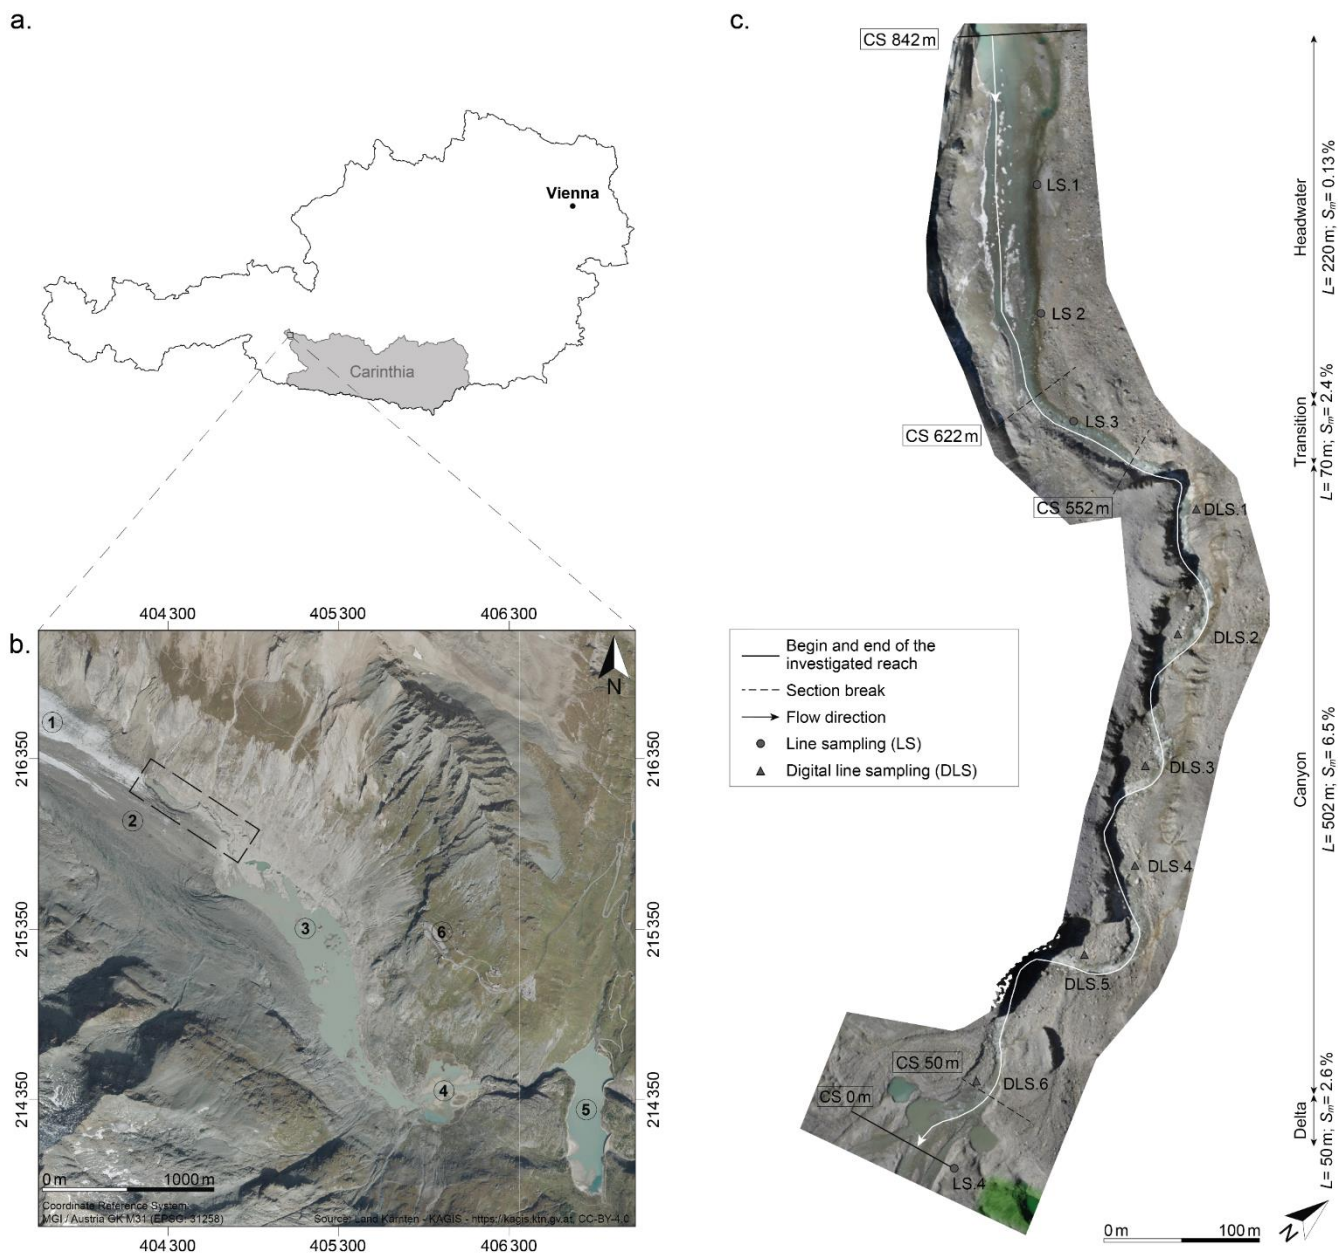 a.
Vienna
Carinthia
b.
404 300
405 300
406 300
216 350
215 350
214 350
216 350
215 350
214 350
N
1
2
3
4
5
6
0 m
1000 m
Coordinate Reference System
MGI / Austria GK M31 (EPSG: 31258)
Source: Land Kärnten - KAGIS - https://kagis.ktn.gv.at, CC-BY-4.0
404 300
405 300
406 300
c.
CS 842 m
LS.1
LS 2
LS.3
CS 622 m
CS 552 m
DLS.1
DLS.2
DLS.3
DLS.4
DLS.5
DLS.6
CS 50 m
CS 0 m
LS.4
Begin and end of the
investigated reach
Section break
Flow direction
Line sampling (LS)
Digital line sampling (DLS)
Headwater
L= 220 m; Sm= 0.13 %
Transition
L= 70 m; Sm= 2.4 %
Canyon
L= 502 m; Sm= 6.5 %
Delta
L= 50 m; Sm= 2.6 %
0 m
100 m
N